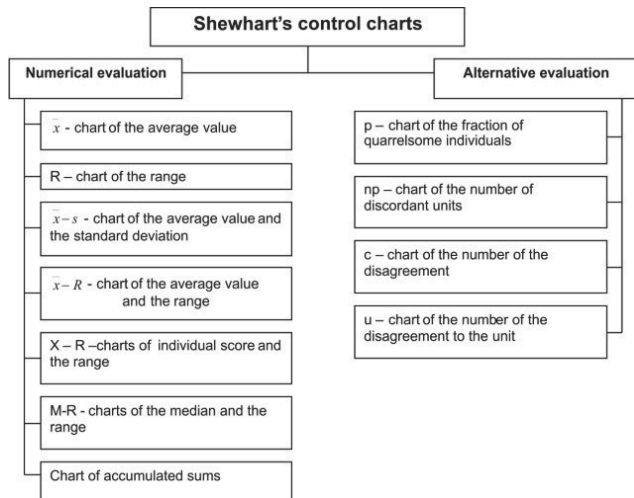 Shewhart's control charts
Numerical evaluation
x̄ - chart of the average value
R – chart of the range
x̄ – s - chart of the average value and
the standard deviation
x̄ – R - chart of the average value
and the range
X – R –charts of individual score and
the range
M-R - charts of the median and the
range
Chart of accumulated sums
Alternative evaluation
p – chart of the fraction of
quarrelsome individuals
np – chart of the number of
discordant units
c – chart of the number of the
disagreement
u – chart of the number of the
disagreement to the unit